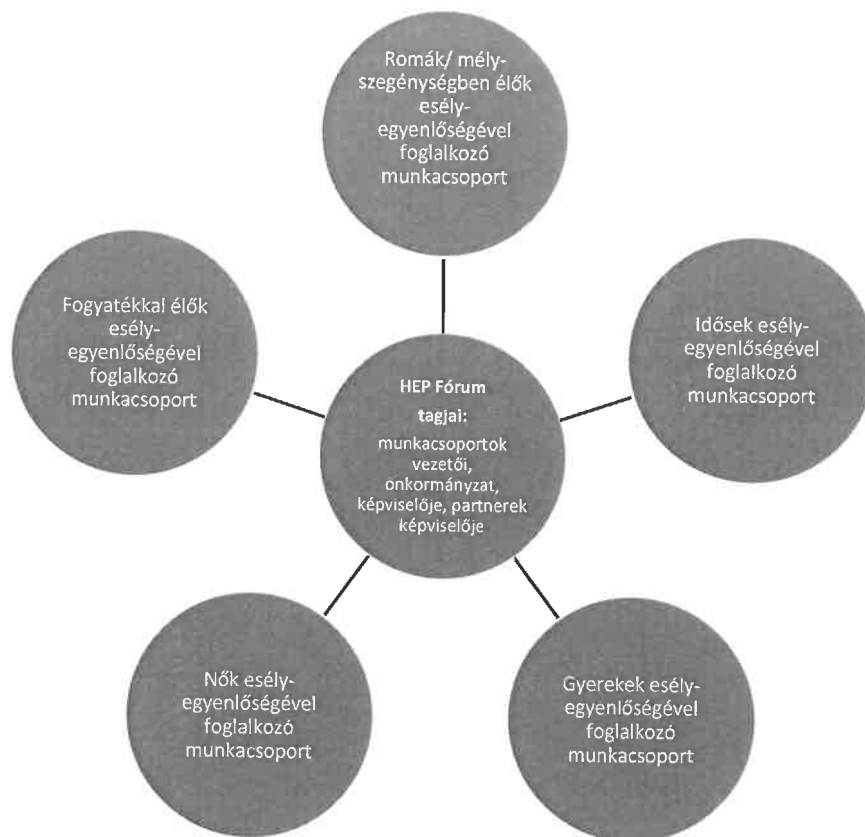 Romák/ mély-
szegénységben élők
esély-
egyenlőségével
foglalkozó
munkacsoport
Fogyatékkal élők
esély-
egyenlőségével
foglalkozó
munkacsoport
Idősek esély-
egyenlőségével
foglalkozó
munkacsoport
HEP Fórum
tagjai:
munkacsoportok
vezetői,
önkormányzat,
képviselője, partnerek
képviselője
Nők esély-
egyenlőségével
foglalkozó
munkacsoport
Gyerekek esély-
egyenlőségével
foglalkozó
munkacsoport